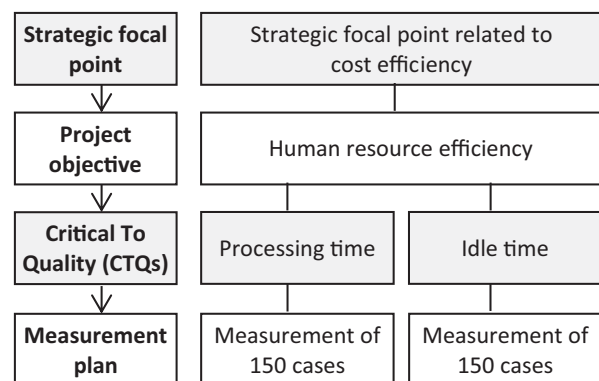 Strategic focal
point
Strategic focal point related to
cost efficiency
Project
objective
Human resource efficiency
Critical To
Quality (CTQs)
Processing time
Idle time
Measurement
plan
Measurement of
150 cases
Measurement of
150 cases